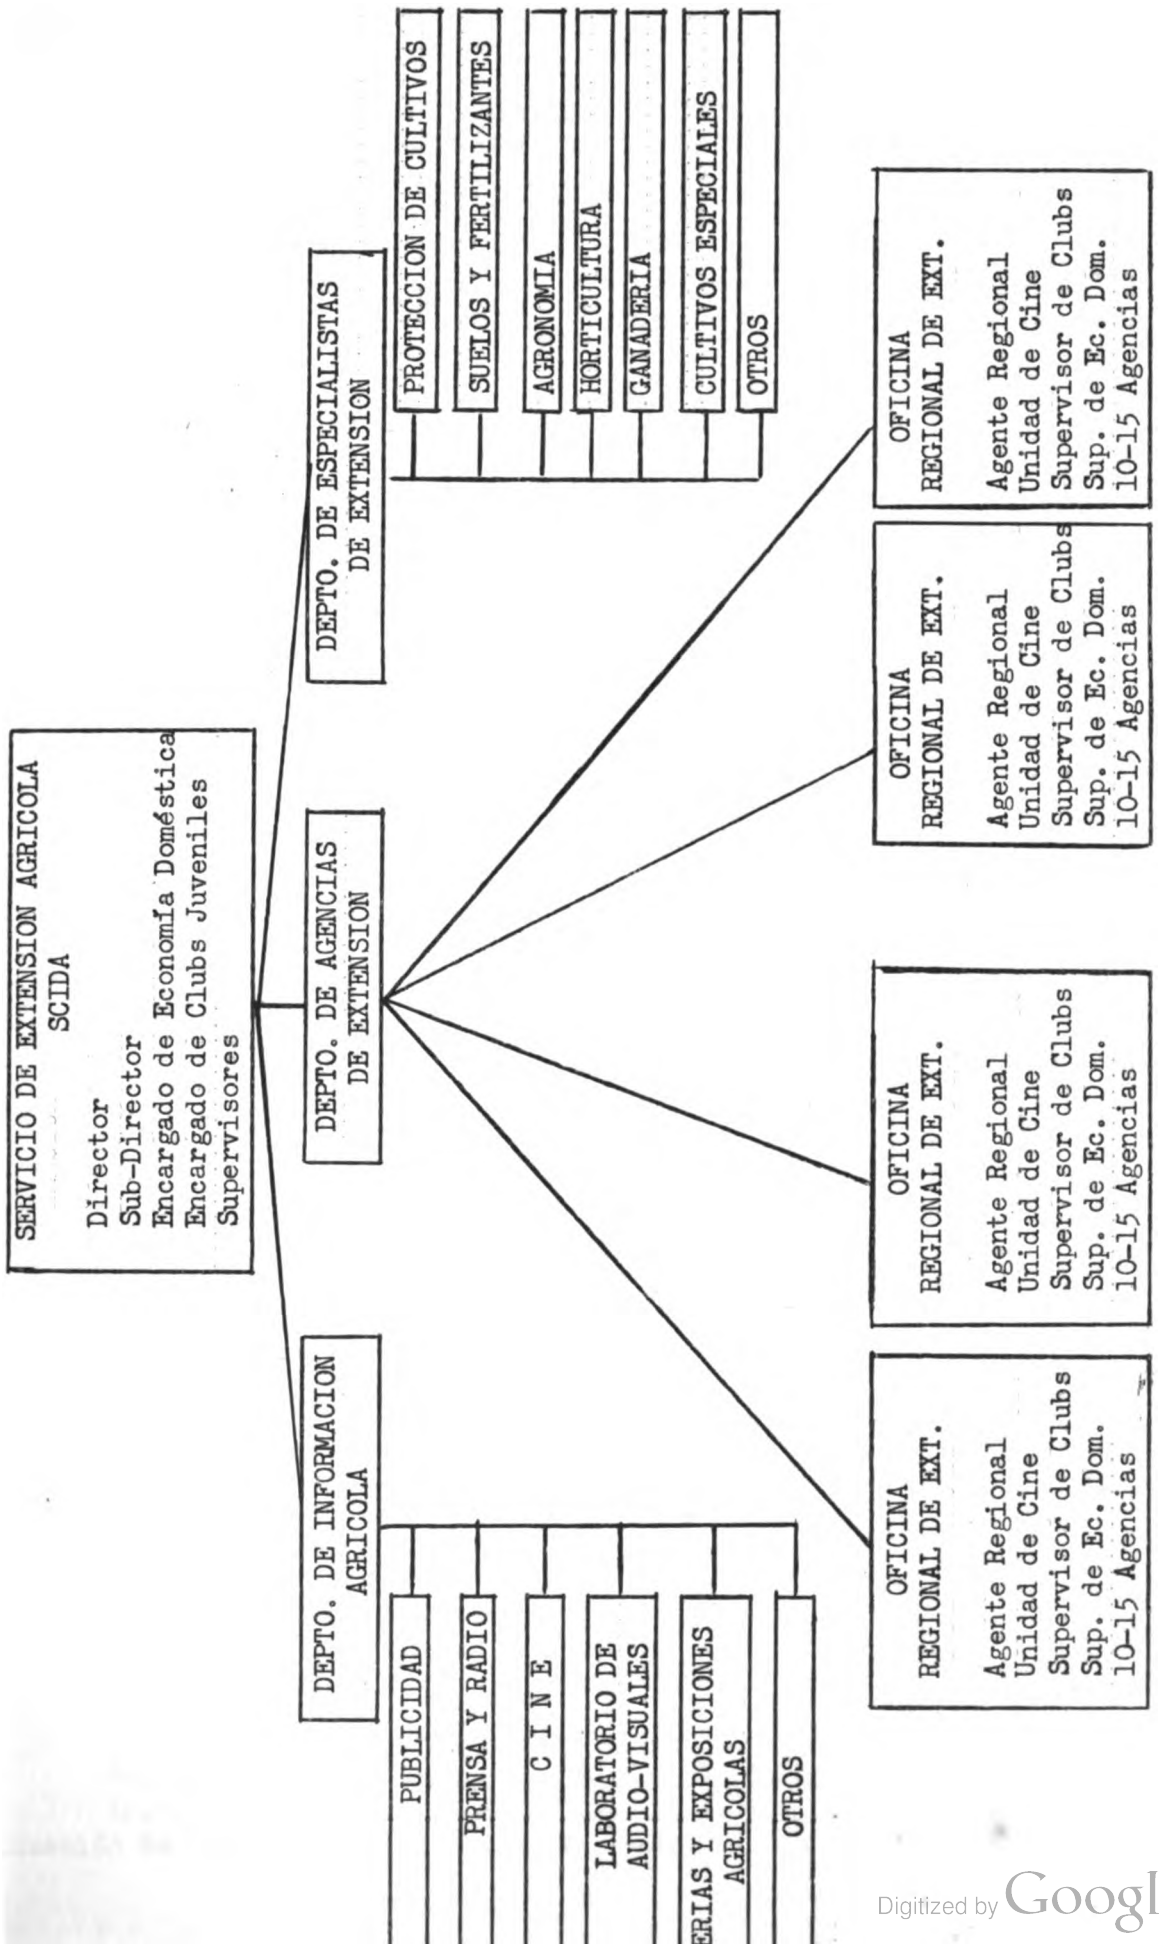 SERVICIO DE EXTENSION AGRICOLA
SCIDA
Director
Sub-Director
Encargado de Economía Doméstica
Encargado de Clubs Juveniles
Supervisores
DEPTO. DE INFORMACION
AGRICOLA
DEPTO. DE AGENCIAS
DE EXTENSION
DEPTO. DE ESPECIALISTAS
DE EXTENSION
PUBLICIDAD
PRENSA Y RADIO
C I N E
LABORATORIO DE
AUDIO-VISUALES
ERIAS Y EXPOSICIONES
AGRICOLAS
OTROS
PROTECCION DE CULTIVOS
SUELOS Y FERTILIZANTES
AGRONOMIA
HORTICULTURA
GANADERIA
CULTIVOS ESPECIALES
OTROS
OFICINA
REGIONAL DE EXT.
Agente Regional
Unidad de Cine
Supervisor de Clubs
Sup. de Ec. Dom.
10-15 Agencias
OFICINA
REGIONAL DE EXT.
Agente Regional
Unidad de Cine
Supervisor de Clubs
Sup. de Ec. Dom.
10-15 Agencias
OFICINA
REGIONAL DE EXT.
Agente Regional
Unidad de Cine
Supervisor de Clubs
Sup. de Ec. Dom.
10-15 Agencias
OFICINA
REGIONAL DE EXT.
Agente Regional
Unidad de Cine
Supervisor de Clubs
Sup. de Ec. Dom.
10-15 Agencias
Digitized by Googl